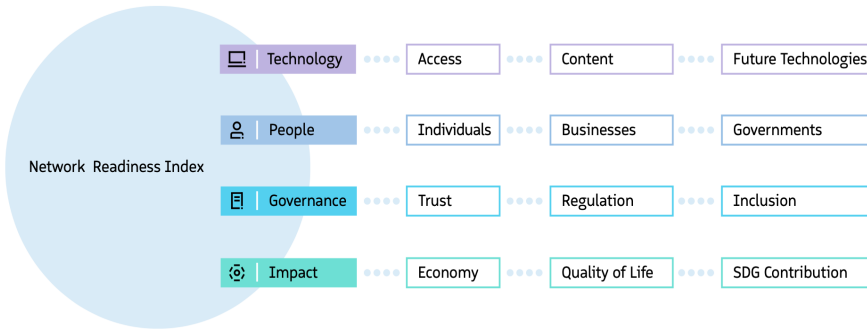 Technology
Access
Content
Future Technologies
People
Individuals
Businesses
Governments
Network Readiness Index
Governance
Trust
Regulation
Inclusion
Impact
Economy
Quality of Life
SDG Contribution